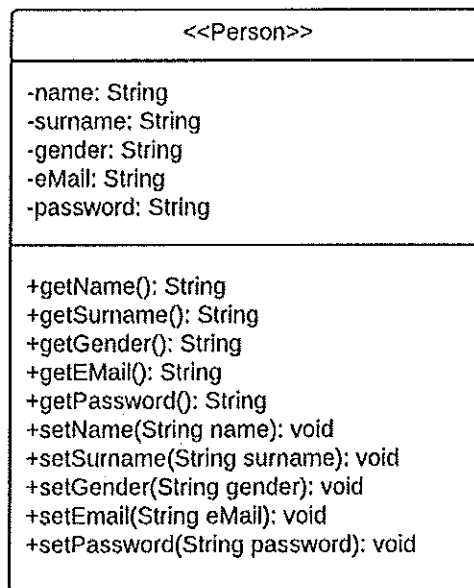 <<Person>>
-name: String
-surname: String
-gender: String
-eMail: String
-password: String
+getName(): String
+getSurname(): String
+getGender(): String
+getEMail(): String
+getPassword(): String
+setName(String name): void
+setSurname(String surname): void
+setGender(String gender): void
+setEmail(String eMail): void
+setPassword(String password): void